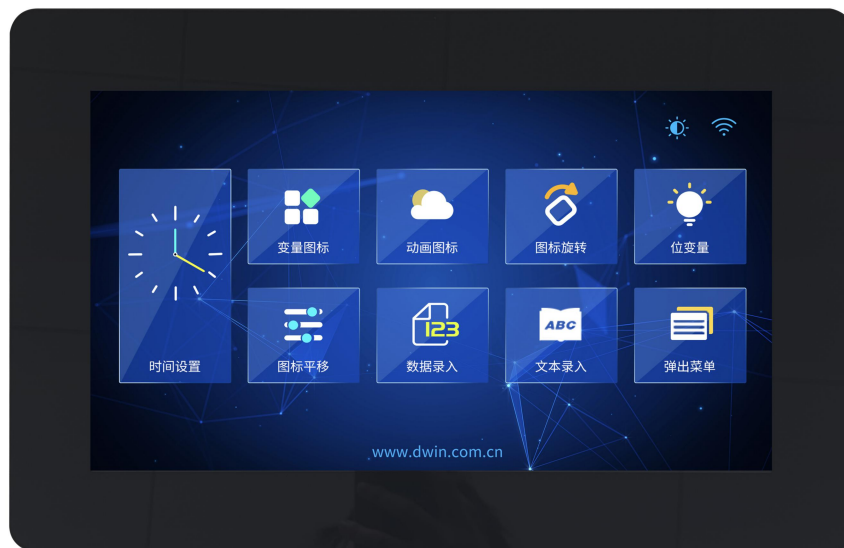 变量图标
动画图标
图标旋转
位变量
时间设置
图标平移
123
数据录入
ABC
文本录入
弹出菜单
www.dwin.com.cn